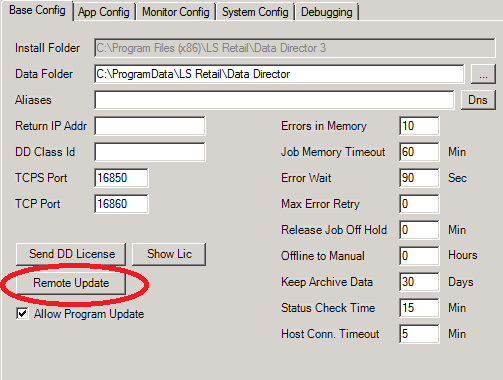 Base Config App Config Monitor Config System Config Debugging
Install Folder C:\Program Files (x86)\LS Retail\Data Director 3
Data Folder C:\ProgramData\LS Retail\Data Director ...
Aliases Dns
Return IP Addr
DD Class Id
TCPS Port 16850
TCP Port 16860
Errors in Memory 10
Job Memory Timeout 60 Min
Error Wait 90 Sec
Max Error Retry 0
Release Job Off Hold 0 Min
Offline to Manual 0 Hours
Keep Archive Data 30 Days
Status Check Time 15 Min
Host Conn. Timeout 5 Min
Send DD License Show Lic
Remote Update
Allow Program Update